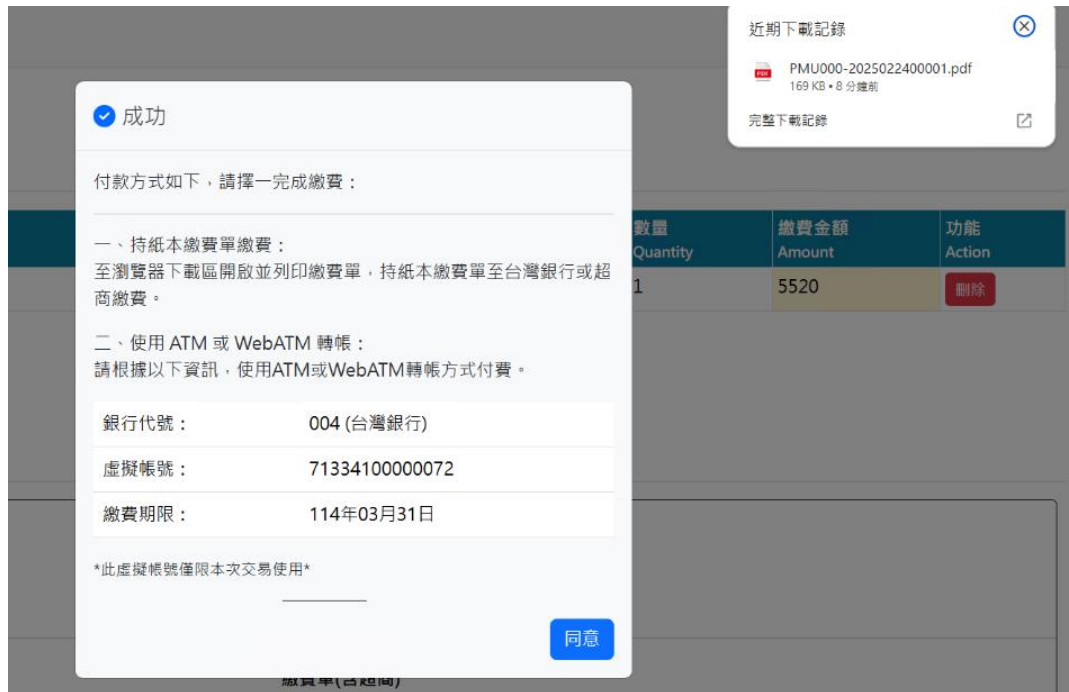 近期下載記錄
PMU000-2025022400001.pdf
169 KB • 8 分鐘前
完整下載記錄
成功
付款方式如下，請擇一完成繳費：
一、持紙本繳費單繳費：
至瀏覽器下載區開啟並列印繳費單，持紙本繳費單至台灣銀行或超
商繳費。
二、使用 ATM 或 WebATM 轉帳：
請根據以下資訊，使用ATM或WebATM轉帳方式付費。
銀行代號： 004 (台灣銀行)
虛擬帳號： 71334100000072
繳費期限： 114年03月31日
*此虛擬帳號僅限本次交易使用*
同意
數量 繳費金額 功能
Quantity Amount Action
1 5520 刪除
繳費單(含超商)